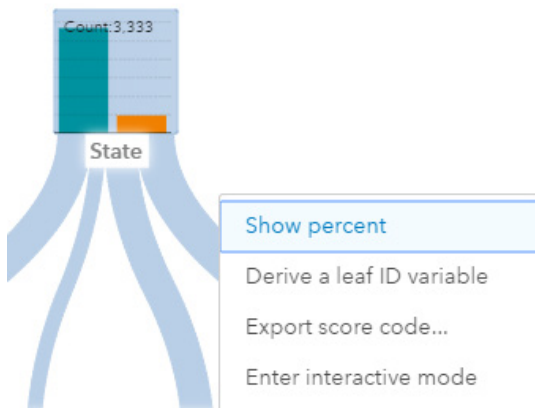 Count:3,333
State
Show percent
Derive a leaf ID variable
Export score code...
Enter interactive mode